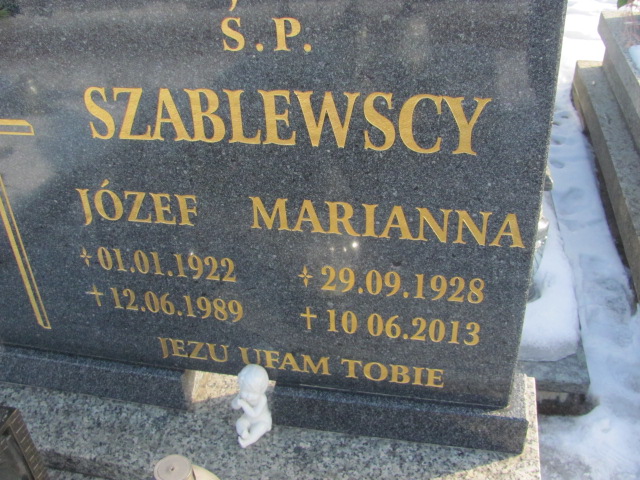 Ś.P.
SZABLEWSCY
JÓZEF MARIANNA
01.01.1922 29.09.1928
✝12.06.1989 ✝10 06.2013
JEZU UFAM TOBIE